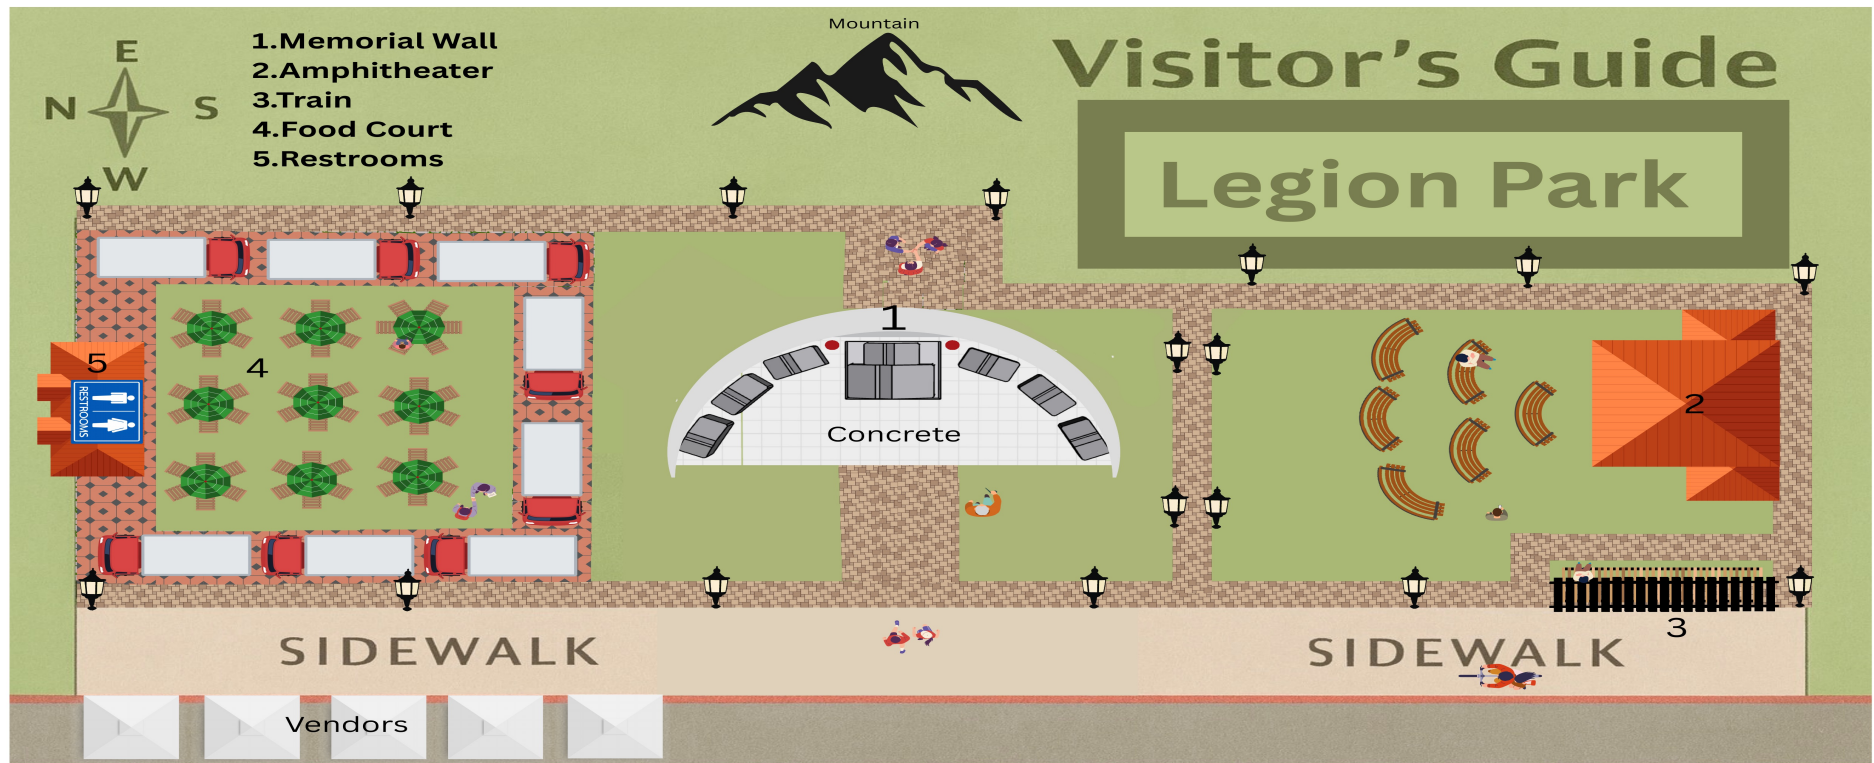 Mountain
Visitor's Guide
Legion Park
E
N S
W
1.Memorial Wall
2.Amphitheater
3.Train
4.Food Court
5.Restrooms
1
5
4
RESTROOMS
2
Concrete
3
SIDEWALK
SIDEWALK
Vendors